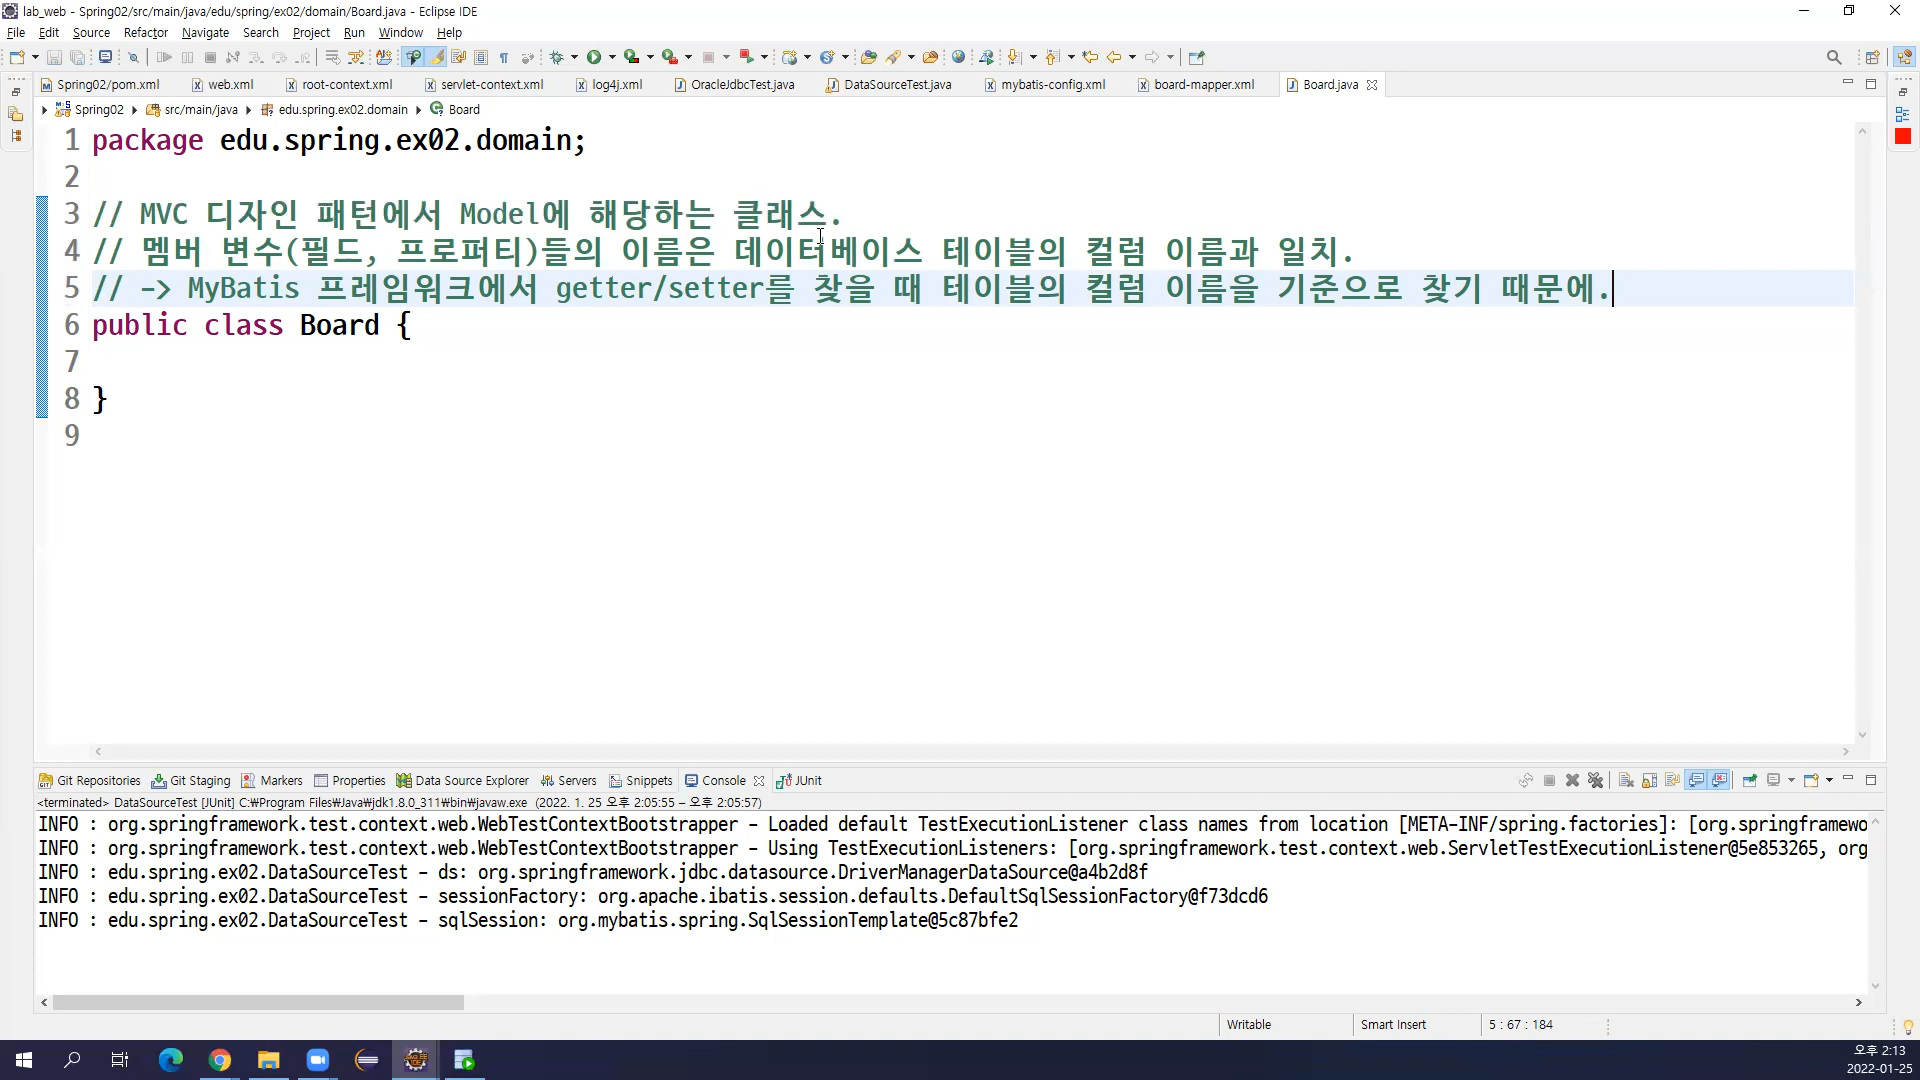 lab_web - Spring02/src/main/java/edu/spring/ex02/domain/Board.java - Eclipse IDE
File Edit Source Refactor Navigate Search Project Run Window Help
Spring02/pom.xml web.xml root-context.xml servlet-context.xml log4j.xml OracleJdbcTest.java DataSourceTest.java mybatis-config.xml board-mapper.xml Board.java
Spring02 src/main/java edu.spring.ex02.domain Board
1 package edu.spring.ex02.domain;
2
3 // MVC 디자인 패턴에서 Model에 해당하는 클래스.
4 // 멤버 변수(필드, 프로퍼티)들의 이름은 데이터베이스 테이블의 컬럼 이름과 일치.
5 // -> MyBatis 프레임워크에서 getter/setter를 찾을 때 테이블의 컬럼 이름을 기준으로 찾기 때문에.
6 public class Board {
7
8 }
9
Git Repositories Git Staging Markers Properties Data Source Explorer Servers Snippets Console JUnit
<terminated> DataSourceTest [JUnit] C:₩Program Files₩Java₩jdk1.8.0_311₩bin₩javaw.exe (2022. 1. 25 오후 2:05:55 – 오후 2:05:57)
INFO : org.springframework.test.context.web.WebTestContextBootstrapper - Loaded default TestExecutionListener class names from location [META-INF/spring.factories]: [org.springframewo
INFO : org.springframework.test.context.web.WebTestContextBootstrapper - Using TestExecutionListeners: [org.springframework.test.context.web.ServletTestExecutionListener@5e853265, org
INFO : edu.spring.ex02.DataSourceTest - ds: org.springframework.jdbc.datasource.DriverManagerDataSource@a4b2d8f
INFO : edu.spring.ex02.DataSourceTest - sessionFactory: org.apache.ibatis.session.defaults.DefaultSqlSessionFactory@f73dcd6
INFO : edu.spring.ex02.DataSourceTest - sqlSession: org.mybatis.spring.SqlSessionTemplate@5c87bfe2
Writable Smart Insert 5 : 67 : 184
오후 2:13
2022-01-25